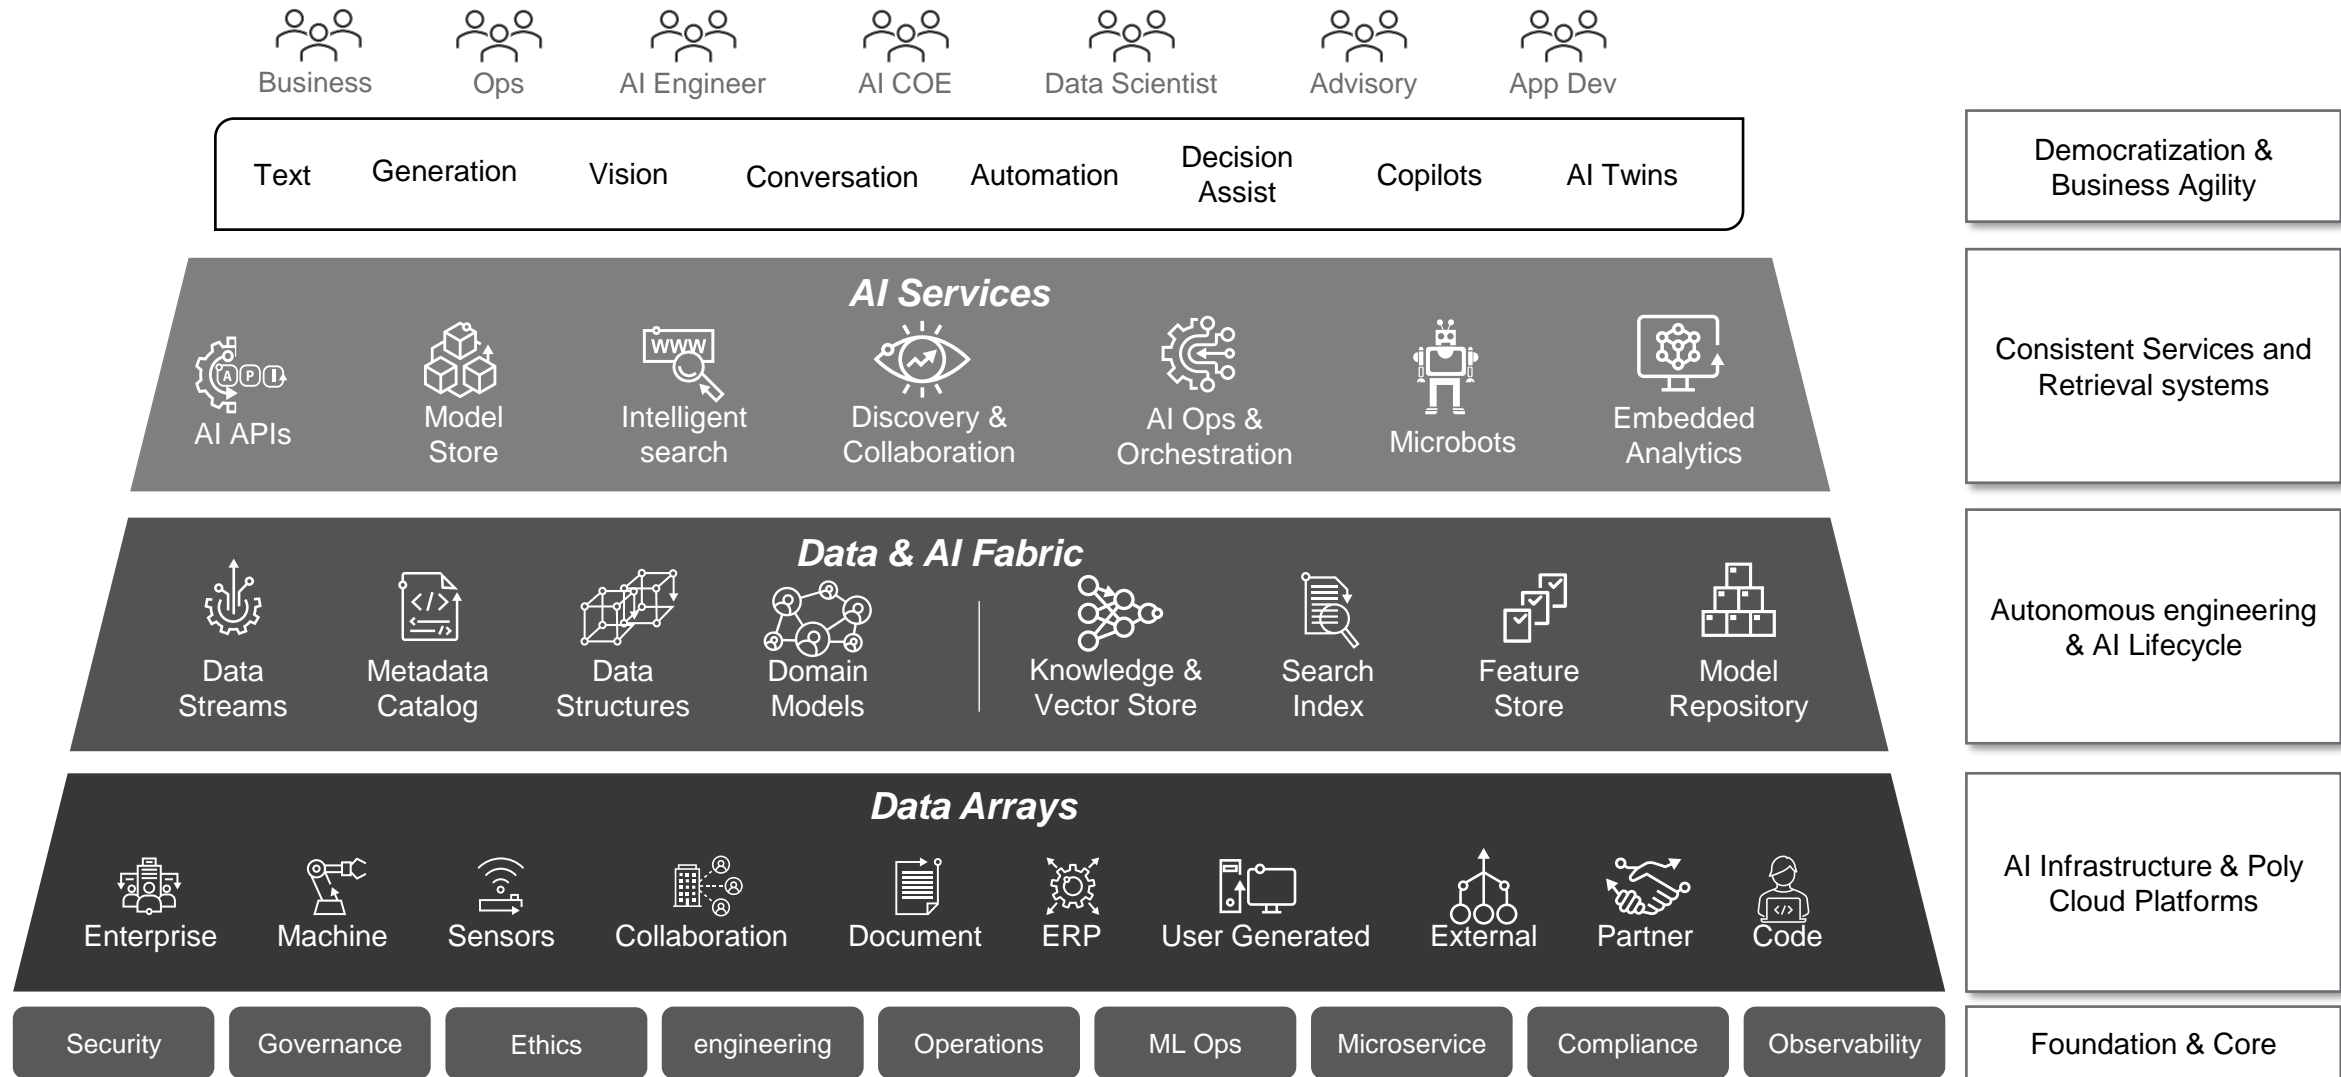 Business
Ops
AI Engineer
AI COE
Data Scientist
Advisory
App Dev
Text
Generation
Vision
Conversation
Automation
Decision
Assist
Copilots
AI Twins
Democratization &
Business Agility
AI Services
WWW
A P I
AI APIs
Model
Store
Intelligent
search
Discovery &
Collaboration
AI Ops &
Orchestration
Microbots
Embedded
Analytics
Consistent Services and
Retrieval systems
Data & AI Fabric
</>
</>
Data
Streams
Metadata
Catalog
Data
Structures
Domain
Models
Knowledge &
Vector Store
Search
Index
Feature
Store
Model
Repository
Autonomous engineering
& AI Lifecycle
Data Arrays
</>
Enterprise
Machine
Sensors
Collaboration
Document
ERP
User Generated
External
Partner
Code
AI Infrastructure & Poly
Cloud Platforms
Security
Governance
Ethics
engineering
Operations
ML Ops
Microservice
Compliance
Observability
Foundation & Core